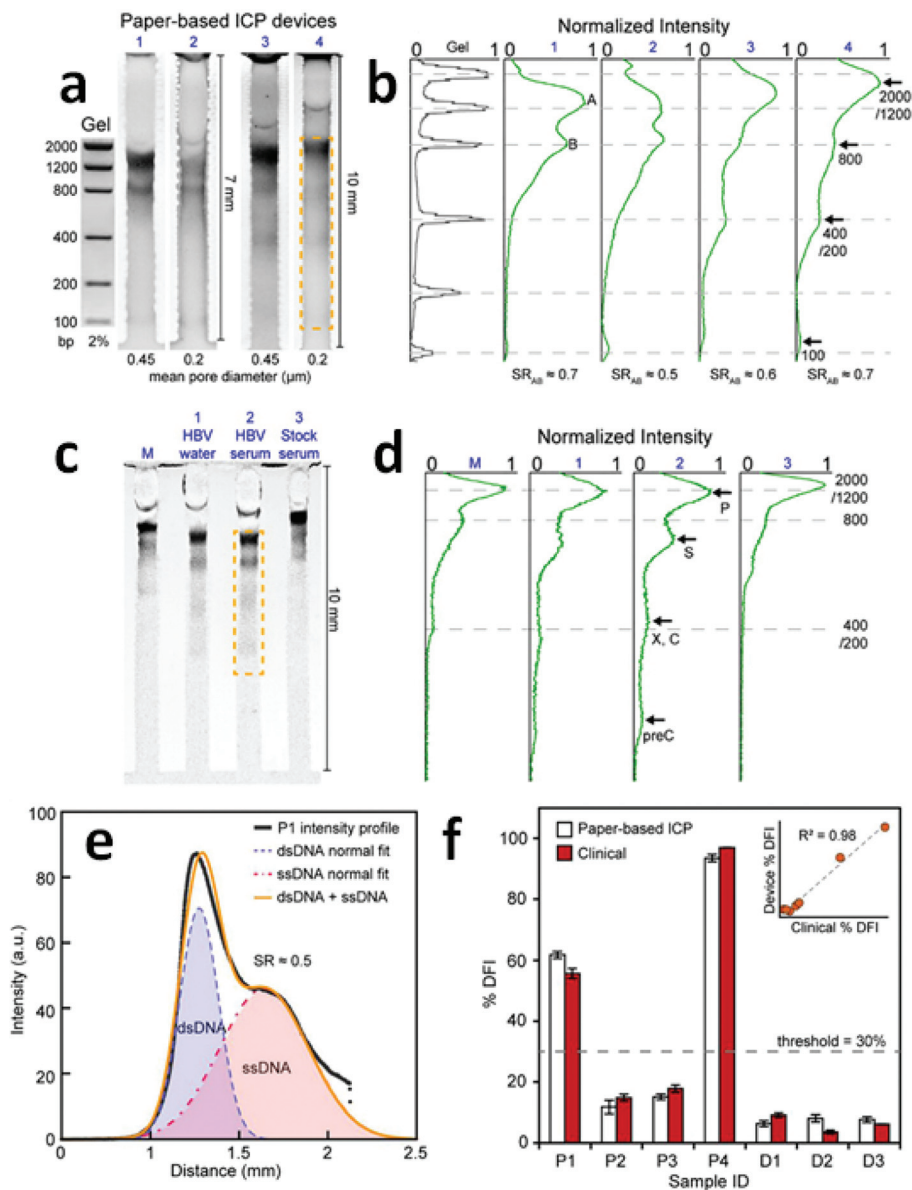 Paper-based ICP devices
1 2 3 4
a
Gel
2000
1200
800
400
200
100
bp 2%
7 mm
10 mm
0.45 0.2 0.45 0.2
mean pore diameter (µm)
Normalized Intensity
0 Gel 1 0 1 1 0 2 1 0 3 1 0 4 1
b
A
B
2000
/1200
800
400
/200
100
SR_AB ≈ 0.7 SR_AB ≈ 0.5 SR_AB ≈ 0.6 SR_AB ≈ 0.7
c
1 2 3
HBV HBV Stock
M water serum serum
10 mm
d
Normalized Intensity
0 M 1 0 1 1 0 2 1 0 3 1
2000
/1200
P
800
S
400
/200
X, C
preC
e
100
80
60
40
20
0
Intensity (a.u.)
P1 intensity profile
dsDNA normal fit
ssDNA normal fit
dsDNA + ssDNA
SR ≈ 0.5
dsDNA
ssDNA
0 1 1.5 2 2.5
Distance (mm)
f
100
80
60
40
20
0
% DFI
Paper-based ICP
Clinical
R² = 0.98
Device % DFI
Clinical % DFI
threshold = 30%
P1 P2 P3 P4 D1 D2 D3
Sample ID